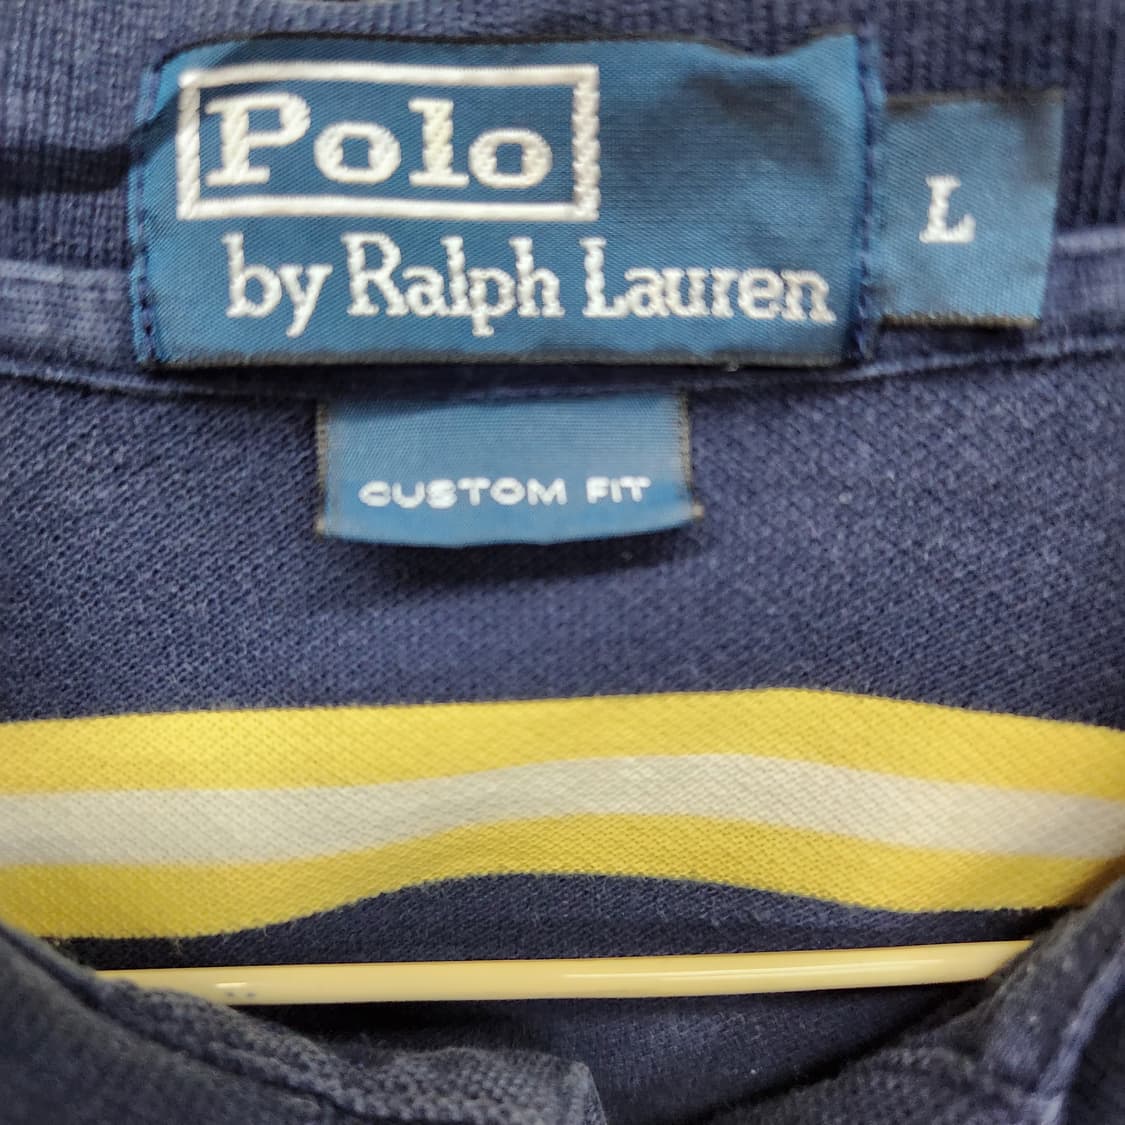 Polo
by Ralph Lauren
L
CUSTOM FIT